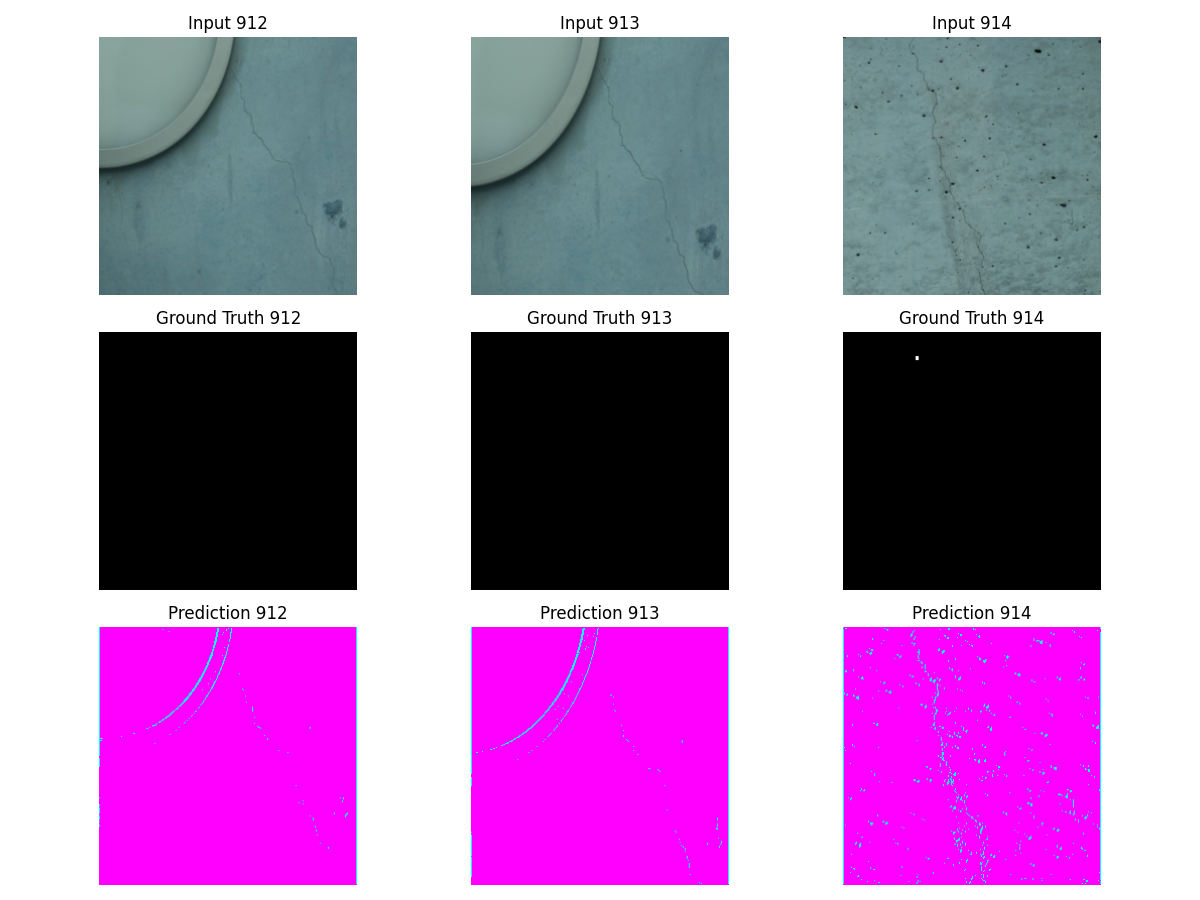 Input 912
Input 913
Input 914
Ground Truth 912
Ground Truth 913
Ground Truth 914
Prediction 912
Prediction 913
Prediction 914